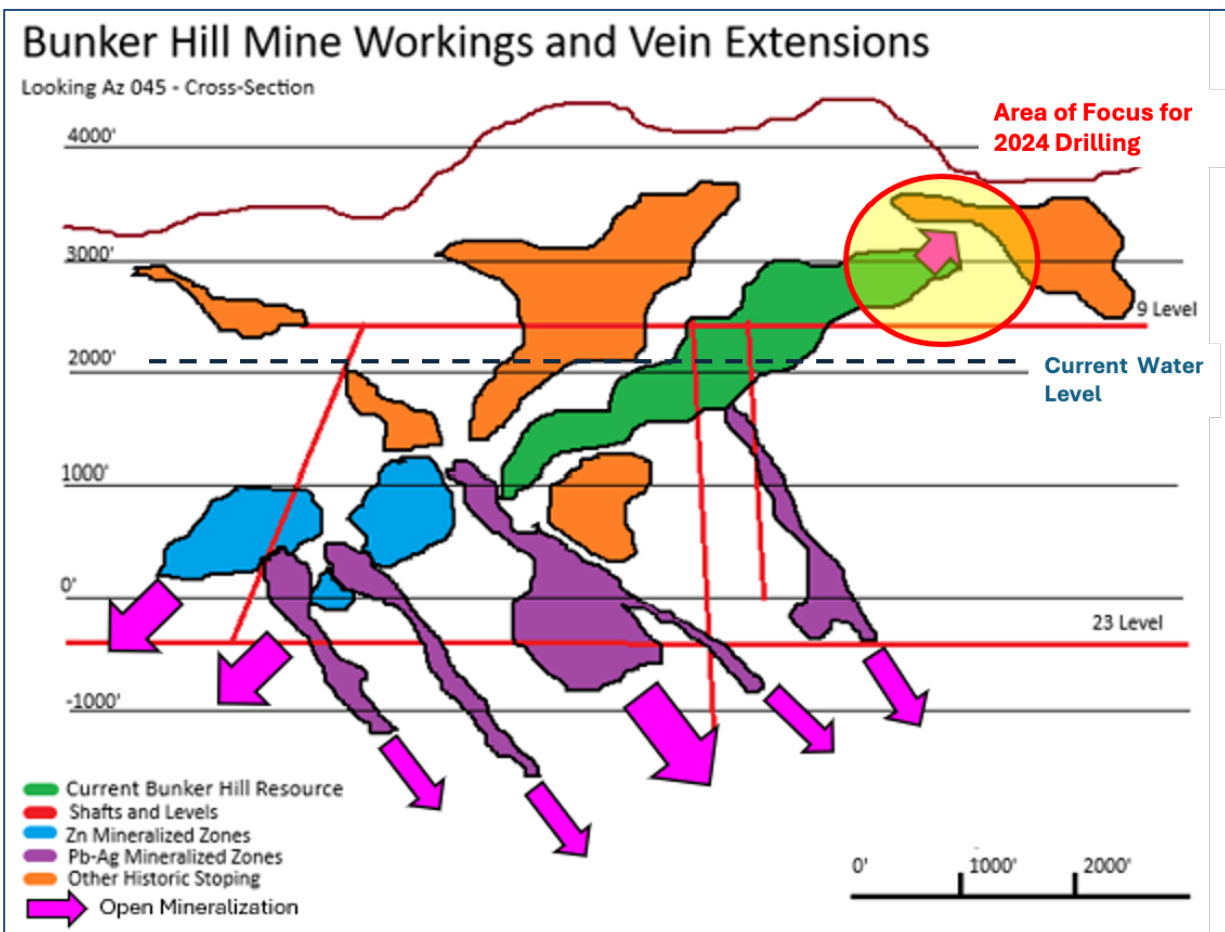 Bunker Hill Mine Workings and Vein Extensions
Looking Az 045 - Cross-Section
Area of Focus for
2024 Drilling
4000'
3000'
9 Level
2000'
Current Water
Level
1000'
0'
23 Level
-1000'
Current Bunker Hill Resource
Shafts and Levels
Zn Mineralized Zones
Pb-Ag Mineralized Zones
Other Historic Stoping
Open Mineralization
0' 1000' 2000'